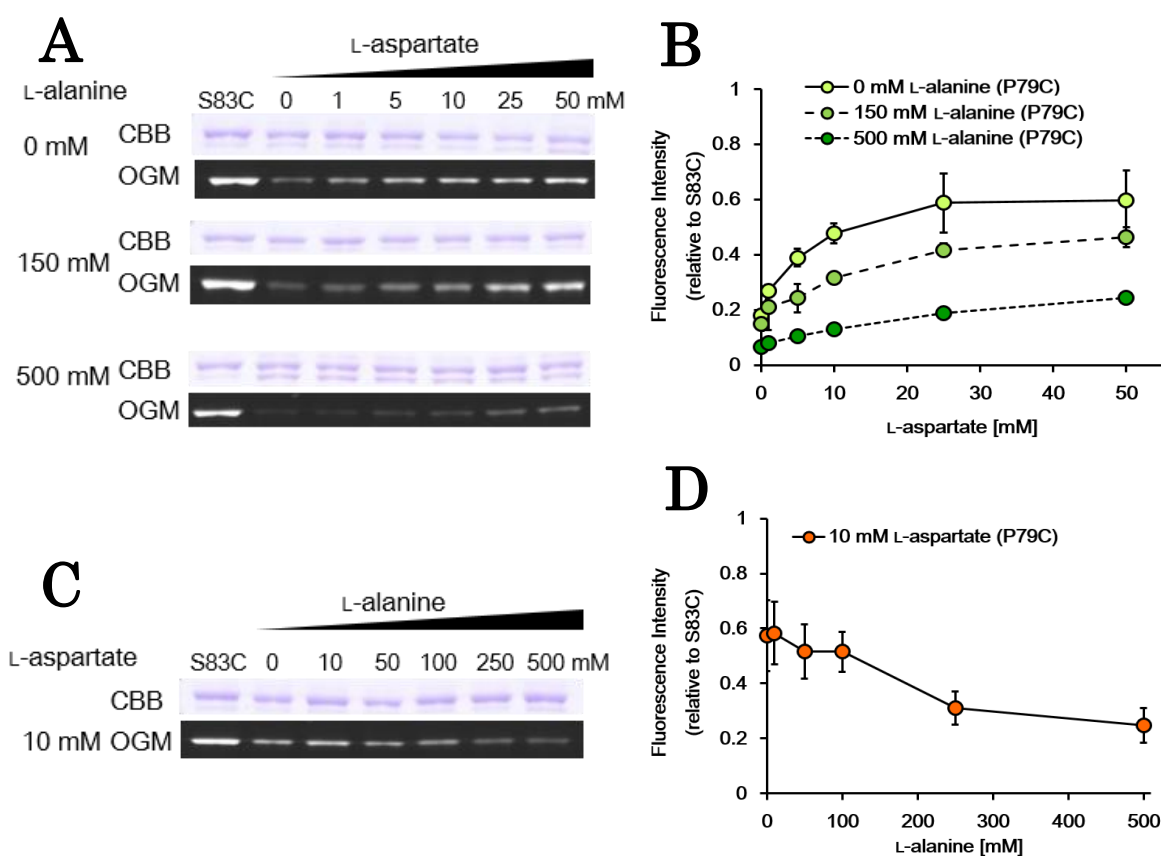 A
L-aspartate
L-alanine
S83C 0 1 5 10 25 50 mM
0 mM
CBB
OGM
150 mM
CBB
OGM
500 mM
CBB
OGM
B
0 mM L-alanine (P79C)
150 mM L-alanine (P79C)
500 mM L-alanine (P79C)
Fluorescence Intensity
(relative to S83C)
1
0.8
0.6
0.4
0.2
0
0 10 20 30 40 50
L-aspartate [mM]
C
L-alanine
L-aspartate
S83C 0 10 50 100 250 500 mM
CBB
10 mM OGM
D
10 mM L-aspartate (P79C)
Fluorescence Intensity
(relative to S83C)
1
0.8
0.6
0.4
0.2
0
0 100 200 300 400 500
L-alanine [mM]